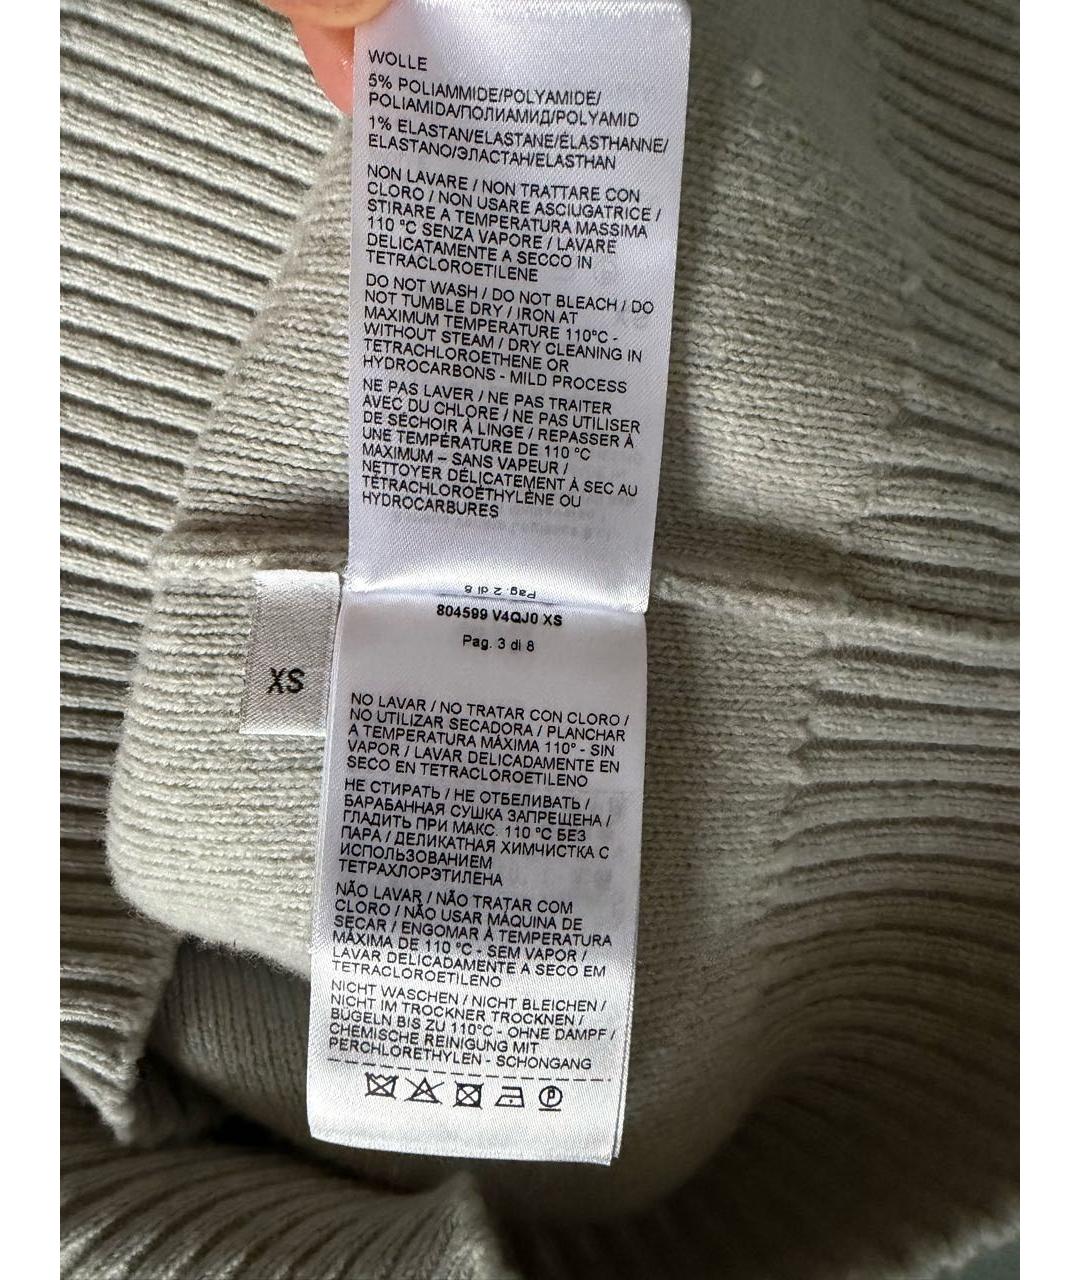 WOLLE
5% POLIAMMIDE/POLYAMIDE/
POLIAMIDA/ПОЛИАМИД/POLYAMID
1% ELASTAN/ELASTANE/ÉLASTHANNE/
ELASTANO/ЭЛАСТАН/ELASTHAN
NON LAVARE / NON TRATTARE CON
CLORO / NON USARE ASCIUGATRICE /
STIRARE A TEMPERATURA MASSIMA
110 °C SENZA VAPORE / LAVARE
DELICATAMENTE A SECCO IN
TETRACLOROETILENE
DO NOT WASH / DO NOT BLEACH / DO
NOT TUMBLE DRY / IRON AT
MAXIMUM TEMPERATURE 110°C -
WITHOUT STEAM / DRY CLEANING IN
TETRACHLOROETHENE OR
HYDROCARBONS - MILD PROCESS
NE PAS LAVER / NE PAS TRAITER
AVEC DU CHLORE / NE PAS UTILISER
DE SÉCHOIR À LINGE / REPASSER À
UNE TEMPÉRATURE DE 110 °C
MAXIMUM – SANS VAPEUR /
NETTOYER DÉLICATEMENT À SEC AU
TÉTRACHLOROÉTHYLÈNE OU
HYDROCARBURES
Pag. 2 di 8
804599 V4QJ0 XS
Pag. 3 di 8
XS
NO LAVAR / NO TRATAR CON CLORO /
NO UTILIZAR SECADORA / PLANCHAR
A TEMPERATURA MÁXIMA 110° - SIN
VAPOR / LAVAR DELICADAMENTE EN
SECO EN TETRACLOROETILENO
НЕ СТИРАТЬ / НЕ ОТБЕЛИВАТЬ /
БАРАБАННАЯ СУШКА ЗАПРЕЩЕНА /
ГЛАДИТЬ ПРИ МАКС. 110 °C БЕЗ
ПАРА / ДЕЛИКАТНАЯ ХИМЧИСТКА С
ИСПОЛЬЗОВАНИЕМ
ТЕТРАХЛОРЭТИЛЕНА
NÃO LAVAR / NÃO TRATAR COM
CLORO / NÃO USAR MÁQUINA DE
SECAR / ENGOMAR À TEMPERATURA
MÁXIMA DE 110 °C - SEM VAPOR /
LAVAR DELICADAMENTE A SECO EM
TETRACLOROETILENO
NICHT WASCHEN / NICHT BLEICHEN /
NICHT IM TROCKNER TROCKNEN /
BÜGELN BIS ZU 110°C - OHNE DAMPF /
CHEMISCHE REINIGUNG MIT
PERCHLORETHYLEN - SCHONGANG
P